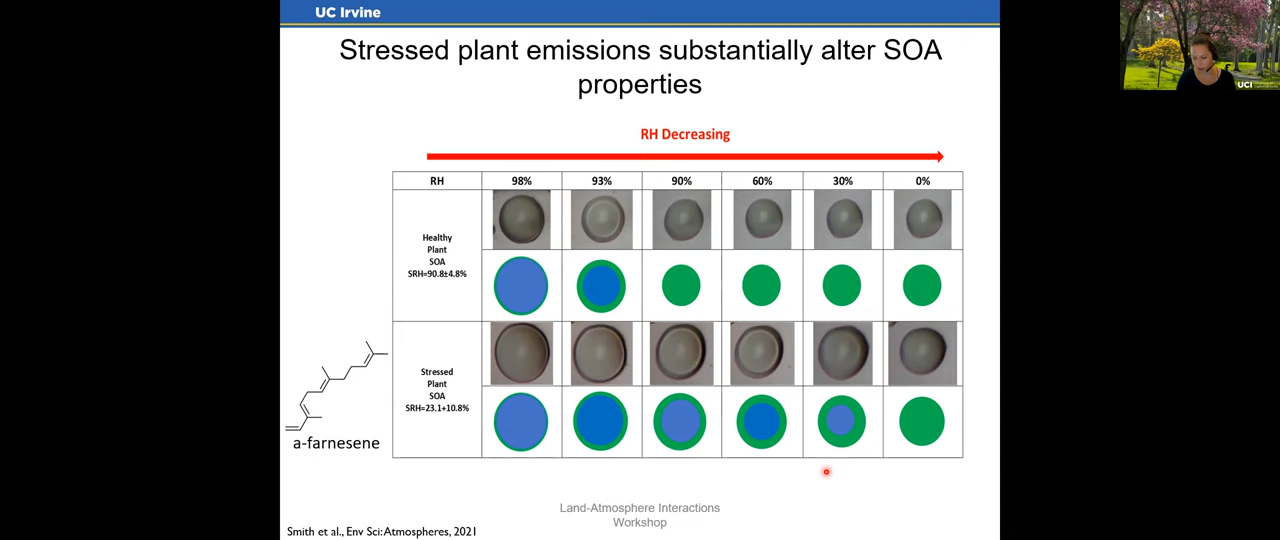 UC Irvine
Stressed plant emissions substantially alter SOA
properties
RH Decreasing
RH 98% 93% 90% 60% 30% 0%
Healthy
Plant
SOA
SRH=90.8±4.8%
Stressed
Plant
SOA
SRH=23.1+10.8%
a-farnesene
Land-Atmosphere Interactions
Workshop
Smith et al., Env Sci: Atmospheres, 2021
UCI